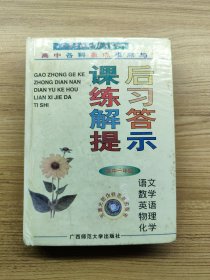 高中各科重点难点与
GAO ZHONG GE KE
ZHONG DIAN NAN
DIAN YU KE HOU
LIAN XI JIE DA
TI SHI
课后
练习
解答
提示
语文
数学
英语
物理
化学
广西师范大学出版社